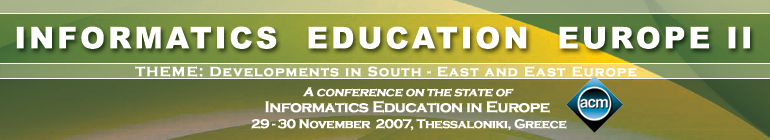 INFORMATICS EDUCATION EUROPE II
THEME: DEVELOPMENTS IN SOUTH - EAST AND EAST EUROPE
A CONFERENCE ON THE STATE OF
INFORMATICS EDUCATION IN EUROPE
acm
29 - 30 NOVEMBER 2007, THESSALONIKI, GREECE